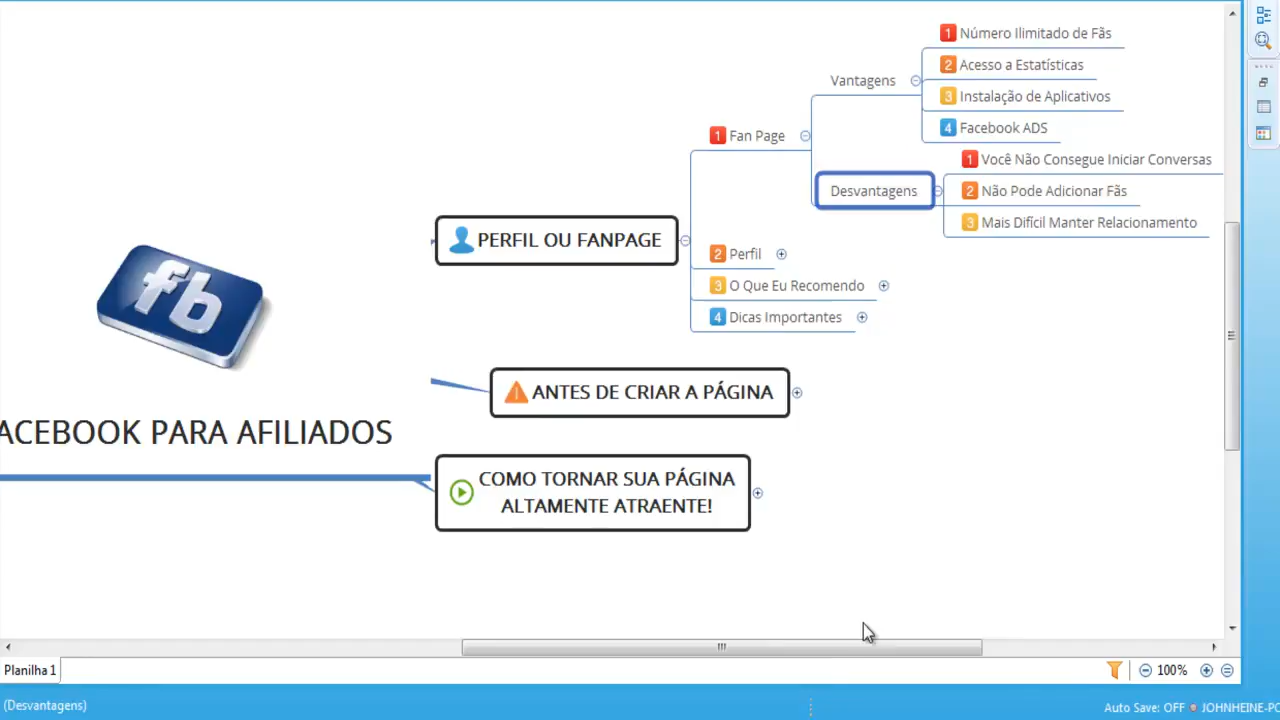 1 Número Ilimitado de Fãs
2 Acesso a Estatísticas
Vantagens
3 Instalação de Aplicativos
4 Facebook ADS
1 Fan Page
1 Você Não Consegue Iniciar Conversas
Desvantagens
2 Não Pode Adicionar Fãs
3 Mais Difícil Manter Relacionamento
PERFIL OU FANPAGE
2 Perfil
3 O Que Eu Recomendo
4 Dicas Importantes
fb
ANTES DE CRIAR A PÁGINA
ACEBOOK PARA AFILIADOS
COMO TORNAR SUA PÁGINA
ALTAMENTE ATRAENTE!
Planilha 1
100%
(Desvantagens)
Auto Save: OFF
JOHNHEINE-PC